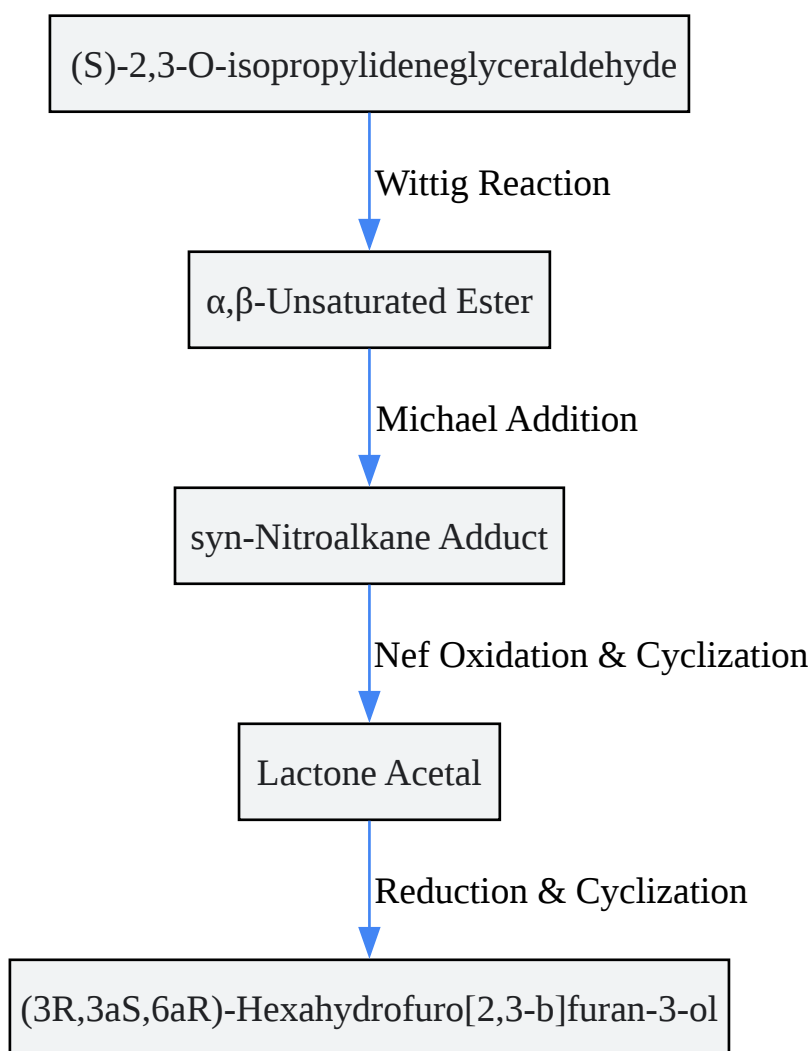 (S)-2,3-O-isopropylideneglyceraldehyde
Wittig Reaction
α,β-Unsaturated Ester
Michael Addition
syn-Nitroalkane Adduct
Nef Oxidation & Cyclization
Lactone Acetal
Reduction & Cyclization
(3R,3aS,6aR)-Hexahydrofuro[2,3-b]furan-3-ol